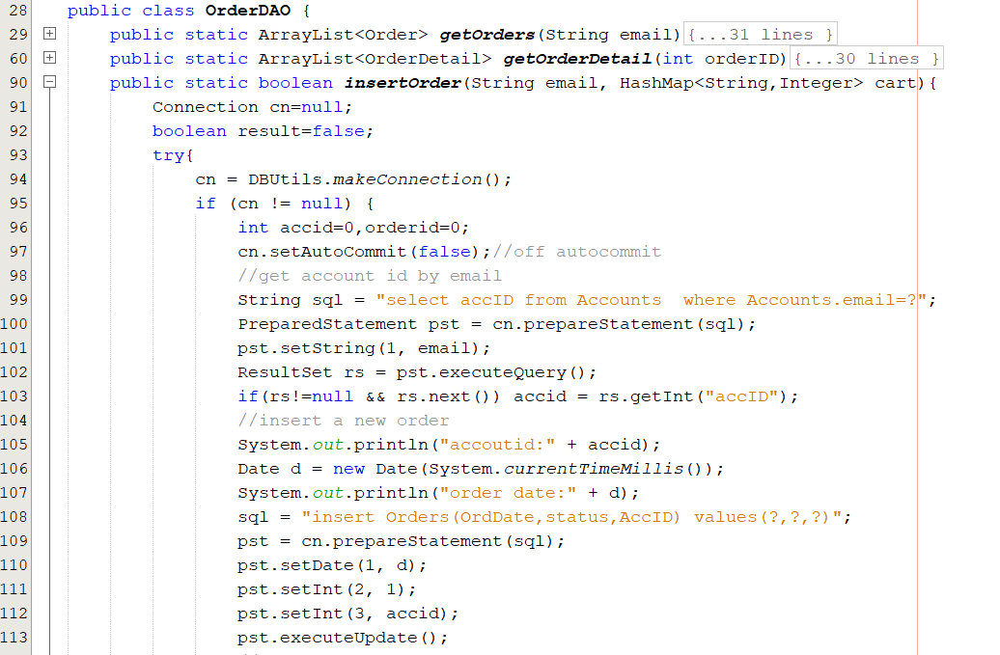 28 public class OrderDAO {
29 public static ArrayList<Order> getOrders(String email){...31 lines }
60 public static ArrayList<OrderDetail> getOrderDetail(int orderID){...30 lines }
90 public static boolean insertOrder(String email, HashMap<String,Integer> cart){
91 Connection cn=null;
92 boolean result=false;
93 try{
94 cn = DBUtils.makeConnection();
95 if (cn != null) {
96 int accid=0,orderid=0;
97 cn.setAutoCommit(false);//off autocommit
98 //get account id by email
99 String sql = "select accID from Accounts  where Accounts.email=?";
100 PreparedStatement pst = cn.prepareStatement(sql);
101 pst.setString(1, email);
102 ResultSet rs = pst.executeQuery();
103 if(rs!=null && rs.next()) accid = rs.getInt("accID");
104 //insert a new order
105 System.out.println("accoutid:" + accid);
106 Date d = new Date(System.currentTimeMillis());
107 System.out.println("order date:" + d);
108 sql = "insert Orders(OrdDate,status,AccID) values(?,?,?)";
109 pst = cn.prepareStatement(sql);
110 pst.setDate(1, d);
111 pst.setInt(2, 1);
112 pst.setInt(3, accid);
113 pst.executeUpdate();